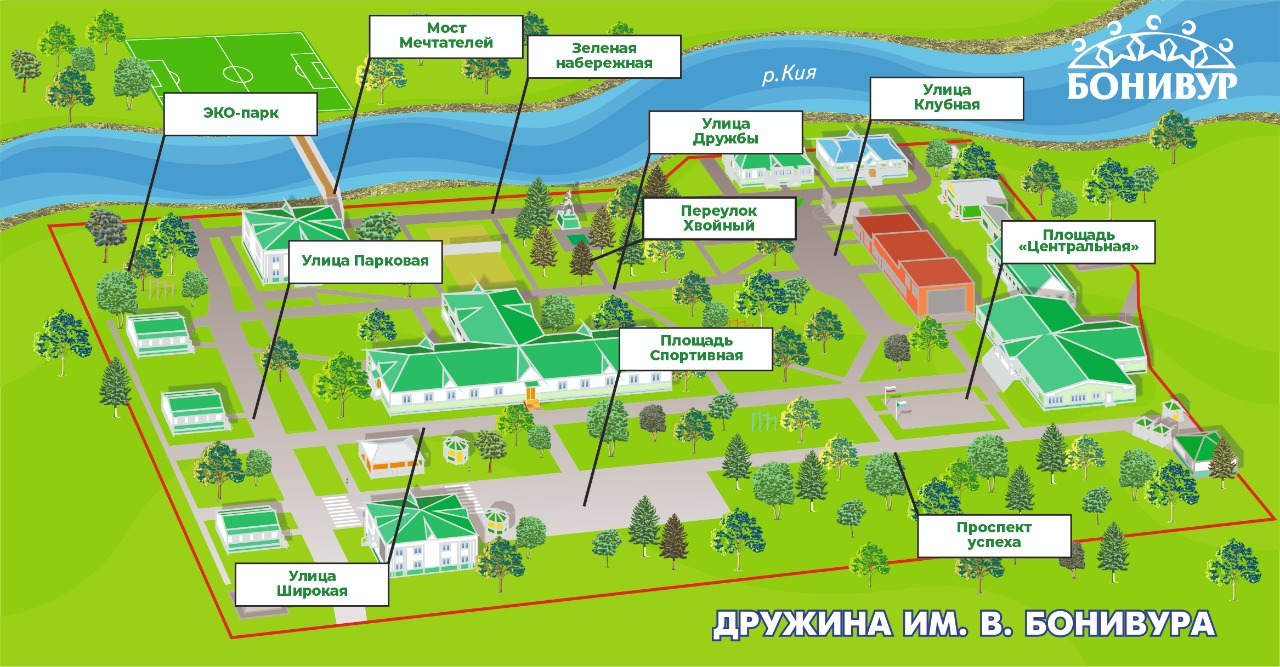 Мост
Мечтателей
Зеленая
набережная
р.Кия
БОНИВУР
ЭКО-парк
Улица
Клубная
Улица
Дружбы
Переулок
Хвойный
Площадь
«Центральная»
Улица Парковая
Площадь
Спортивная
Проспект
успеха
Улица
Широкая
ДРУЖИНА ИМ. В. БОНИВУРА